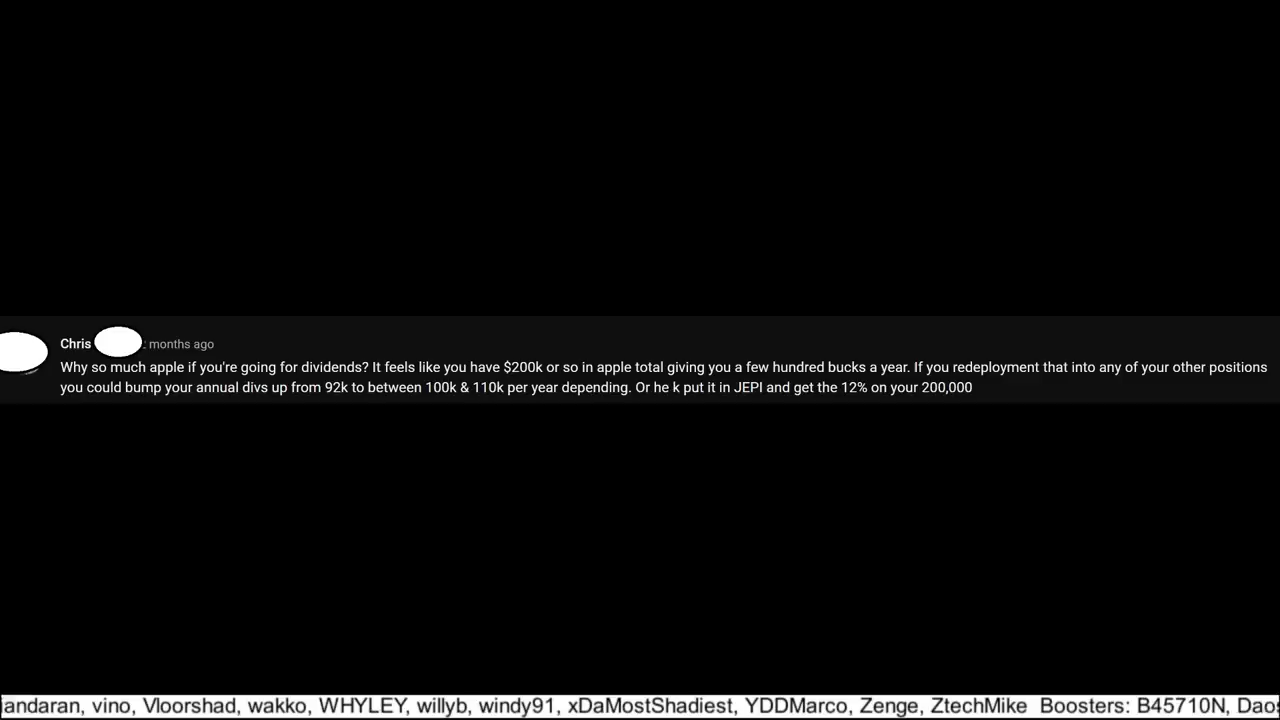 Chris months ago
Why so much apple if you're going for dividends? It feels like you have $200k or so in apple total giving you a few hundred bucks a year. If you redeployment that into any of your other positions
you could bump your annual divs up from 92k to between 100k & 110k per year depending. Or he k put it in JEPI and get the 12% on your 200,000
andaran, vino, Vloorshad, wakko, WHYLEY, willyb, windy91, xDaMostShadiest, YDDMarco, Zenge, ZtechMike Boosters: B45710N, Dao